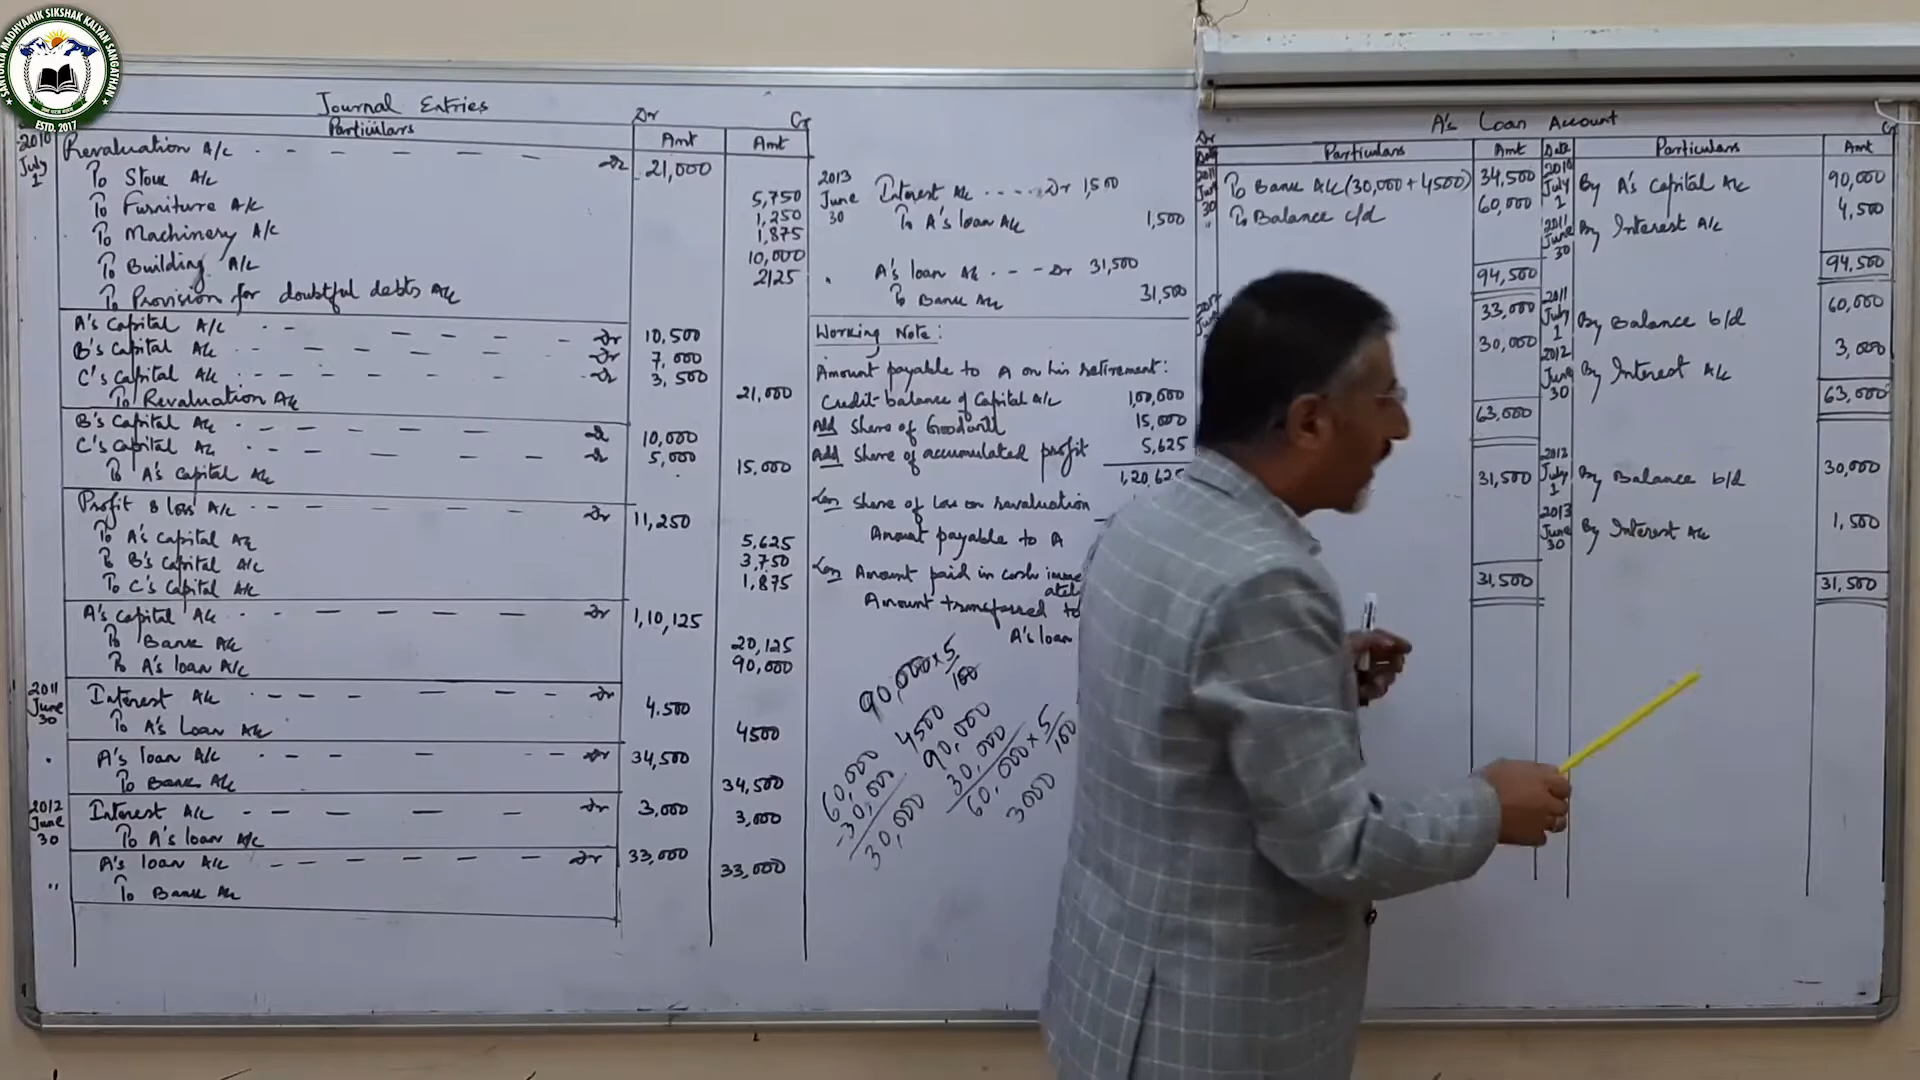 SANYUKTA MADHYAMIK SIKSHAK KALYAN SANGATHAN
ESTD. 2017
Journal Entries
Dr
Cr
Particulars
Amt
Amt
2010
July
1
Revaluation A/c Dr 21,000
To Stock A/c 5,750
To Furniture A/c 1,250
To Machinery A/c 1,875
To Building A/c 10,000
To Provision for doubtful debts A/c 2125
A's Capital A/c Dr 10,500
B's Capital A/c Dr 7,000
C's Capital A/c Dr 3,500
To Revaluation A/c 21,000
B's Capital A/c Dr 10,000
C's Capital A/c Dr 5,000
To A's Capital A/c 15,000
Profit & loss A/c Dr 11,250
To A's Capital A/c 5,625
To B's Capital A/c 3,750
To C's Capital A/c 1,875
A's Capital A/c Dr 1,10,125
To Bank A/c 20,125
To A's loan A/c 90,000
2011
June
30
Interest A/c Dr 4.500
To A's Loan A/c 4500
A's loan A/c Dr 34,500
To Bank A/c 34,500
2012
June
30
Interest A/c Dr 3,000
To A's loan A/c 3,000
" A's loan A/c Dr 33,000
To Bank A/c 33,000
2013
June
30
Interest A/c Dr 1,500
To A's loan A/c 1,500
A's loan A/c Dr 31,500
To Bank A/c 31,500
Working Note:
Amount payable to A on his retirement:
Credit balance of Capital A/c 1,00,000
Add Share of Goodwill 15,000
Add Share of accumulated profit 5,625
1,20,625
Less Share of Loss on revaluation
Amount payable to A
Less Amount paid in cash
Amount transferred to
A's loan
90,000 x 5/100
4500
90,000
30,000
60,000 x 5/100
3000
60,000
-30,000
30,000
A's Loan Account
Dr
Cr
Date
Particulars
Amt
Date
Particulars
Amt
2011
Jun
30
To Bank A/c (30,000 + 4500) 34,500
" To Balance c/d 60,000
94,500
33,000
30,000
63,000
31,500
31,500
2010
July
1
By A's Capital A/c 90,000
2011
June
30
By Interest A/c 4,500
94,500
2011
July
1
By Balance b/d 60,000
2012
June
30
By Interest A/c 3,000
63,000
2012
July
1
By Balance b/d 30,000
2013
June
30
By Interest A/c 1,500
31,500